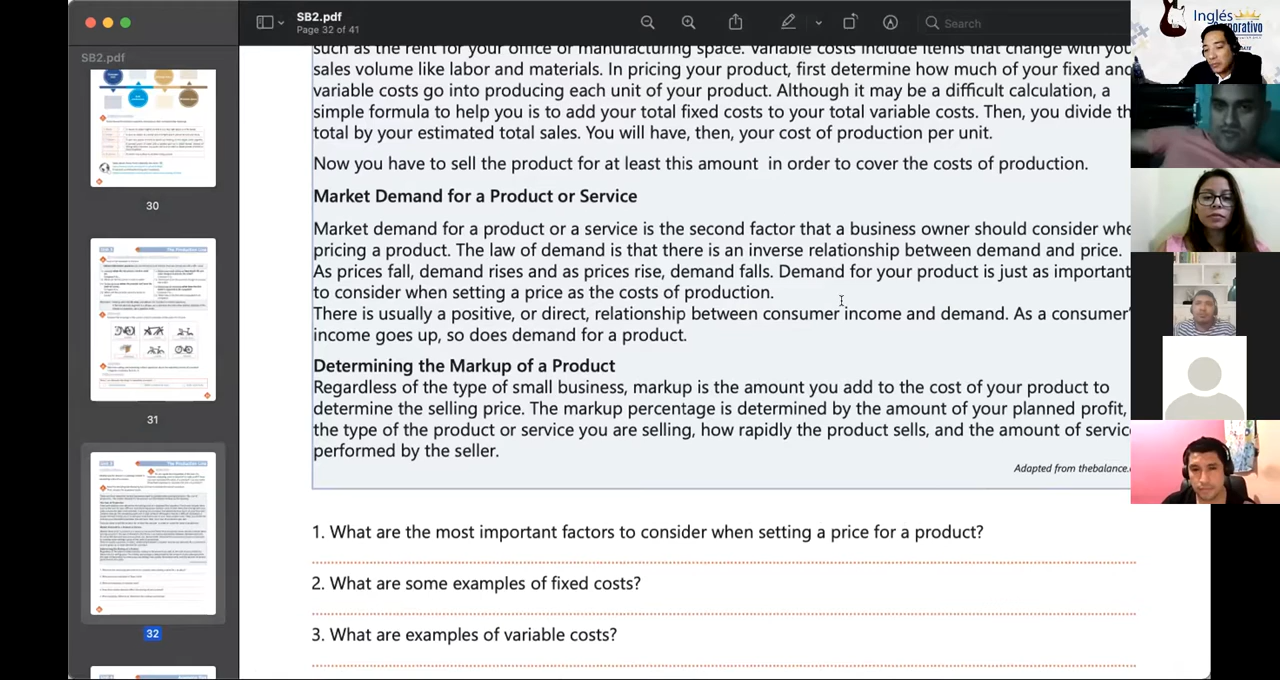 SB2.pdf
Page 32 of 41
Search
Inglés
Corporativo
SB2.pdf
30
31
32
such as the rent for your office or manufacturing space. Variable costs include items that change with you
sales volume like labor and materials. In pricing your product, first determine how much of your fixed and
variable costs go into producing each unit of your product. Although it may be a difficult calculation, a
simple formula to help you is to add your total fixed costs to your total variable costs. Then, you divide th
total by your estimated total sales. You will have, then, your cost of production per unit.
Now you need to set the product at least this amount in order to cover the costs of production.
Market Demand for a Product or Service
Market demand for a product or a service is the second factor that a business owner should consider whe
pricing a product. The law of demand is that there is an inverse relationship between demand and price.
As prices fall, demand rises. As prices rise, demand falls. Demand for your product is just as important
to consider when setting price as your cost of production.
There is usually a positive or direct, relationship between consumer income and demand. As a consumer'
income goes up, so does demand for a product.
Determining the Markup of a Product
Regardless of the type of small business, markup is the amount you add to the cost of your product to
determine the selling price. The markup percentage is determined by the amount of your planned profit,
the type of the product or service you are selling, how rapidly the product sells, and the amount of servic
performed by the seller.
Adapted from thebalance.c
1. What are the most important factors to consider when setting a price for a product?
2. What are some examples of fixed costs?
3. What are examples of variable costs?